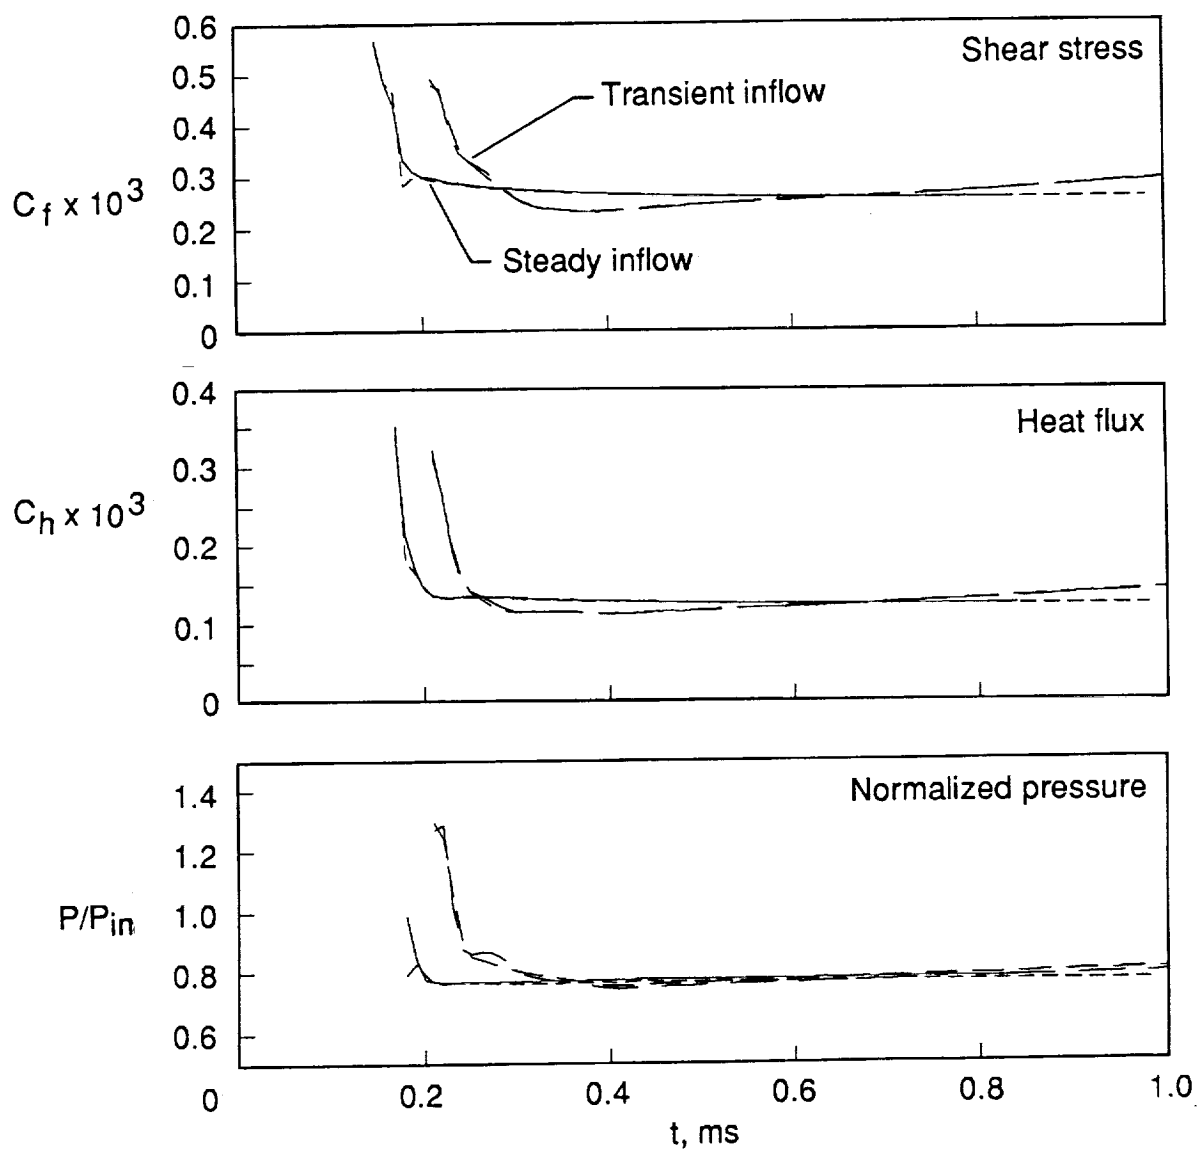 0.6
Shear stress
0.5
Transient inflow
0.4
0.3
C_f x 10^3
0.2
Steady inflow
0.1
0
0.4
Heat flux
0.3
C_h x 10^3
0.2
0.1
0
Normalized pressure
1.4
1.2
P/P_in
1.0
0.8
0.6
0 0.2 0.4 0.6 0.8 1.0
t, ms